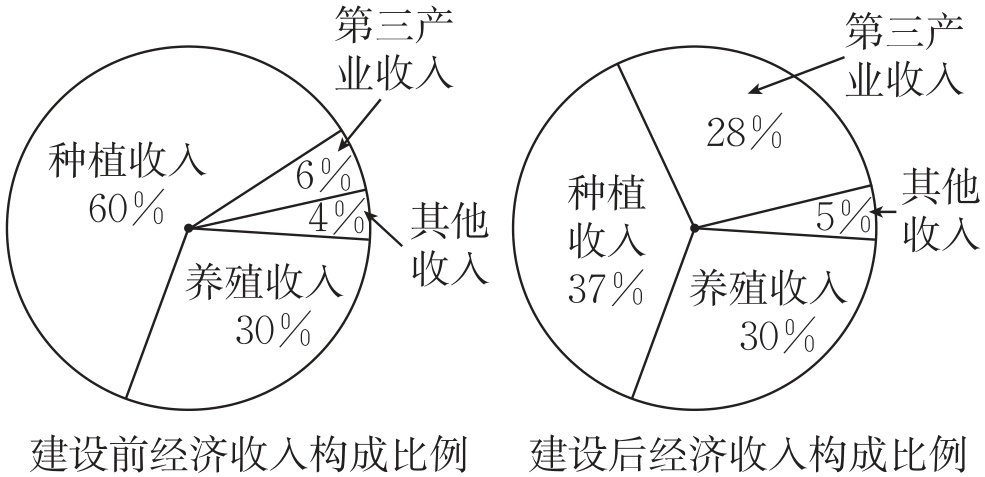 第三产
业收入
种植收入
60%
6%
4%
其他
收入
养殖收入
30%
建设前经济收入构成比例
第三产
业收入
28%
种植
收入
37%
5%
其他
收入
养殖收入
30%
建设后经济收入构成比例